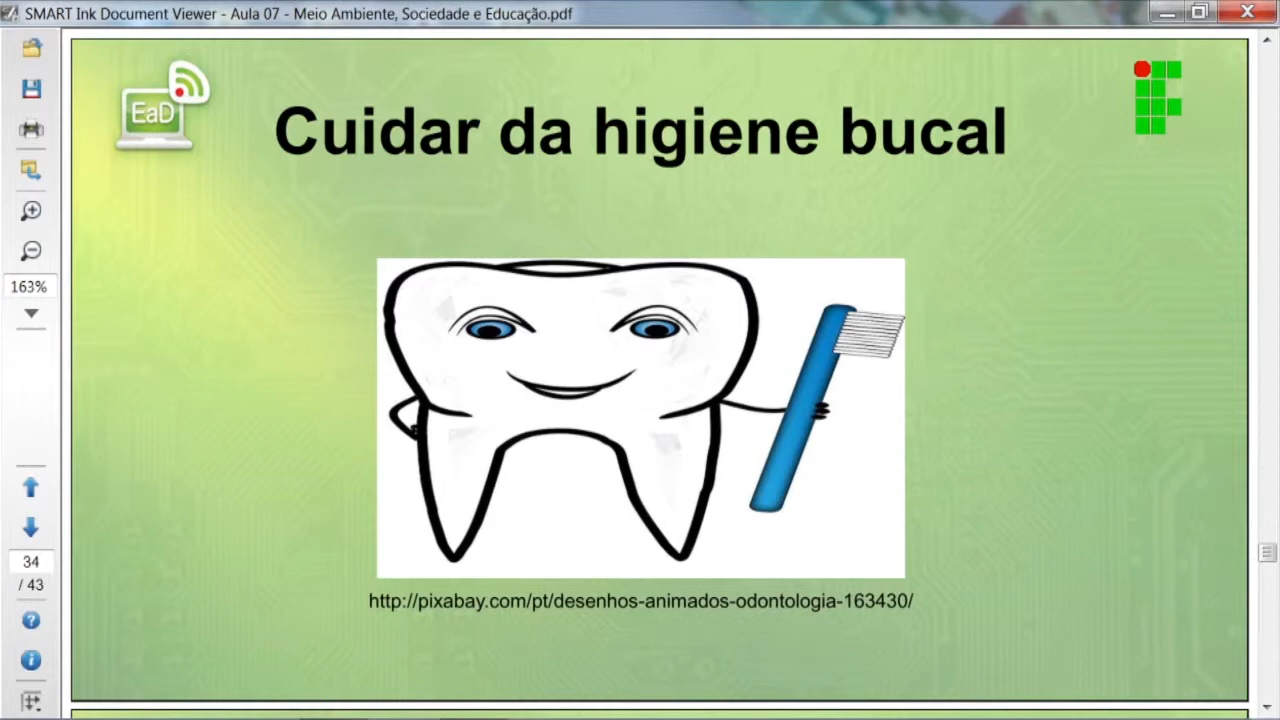 SMART Ink Document Viewer - Aula 07 - Meio Ambiente, Sociedade e Educação.pdf
EaD
Cuidar da higiene bucal
163%
http://pixabay.com/pt/desenhos-animados-odontologia-163430/
34
/ 43